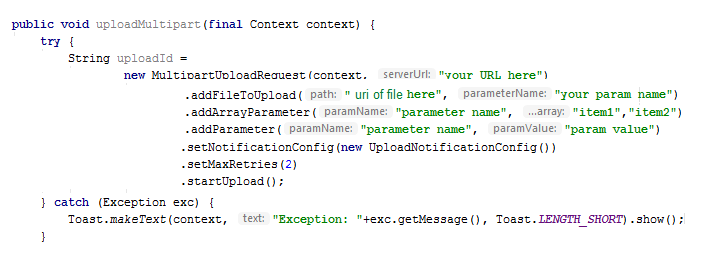 public void uploadMultipart(final Context context) {
try {
String uploadId =
new MultipartUploadRequest(context, serverUrl: "your URL here")
.addFileToUpload( path: " uri of file here", parameterName: "your param name")
.addArrayParameter( paramName: "parameter name", ...array: "item1","item2")
.addParameter( paramName: "parameter name", paramValue: "param value")
.setNotificationConfig(new UploadNotificationConfig())
.setMaxRetries(2)
.startUpload();
} catch (Exception exc) {
Toast.makeText(context, text: "Exception: "+exc.getMessage(), Toast.LENGTH_SHORT).show();
}